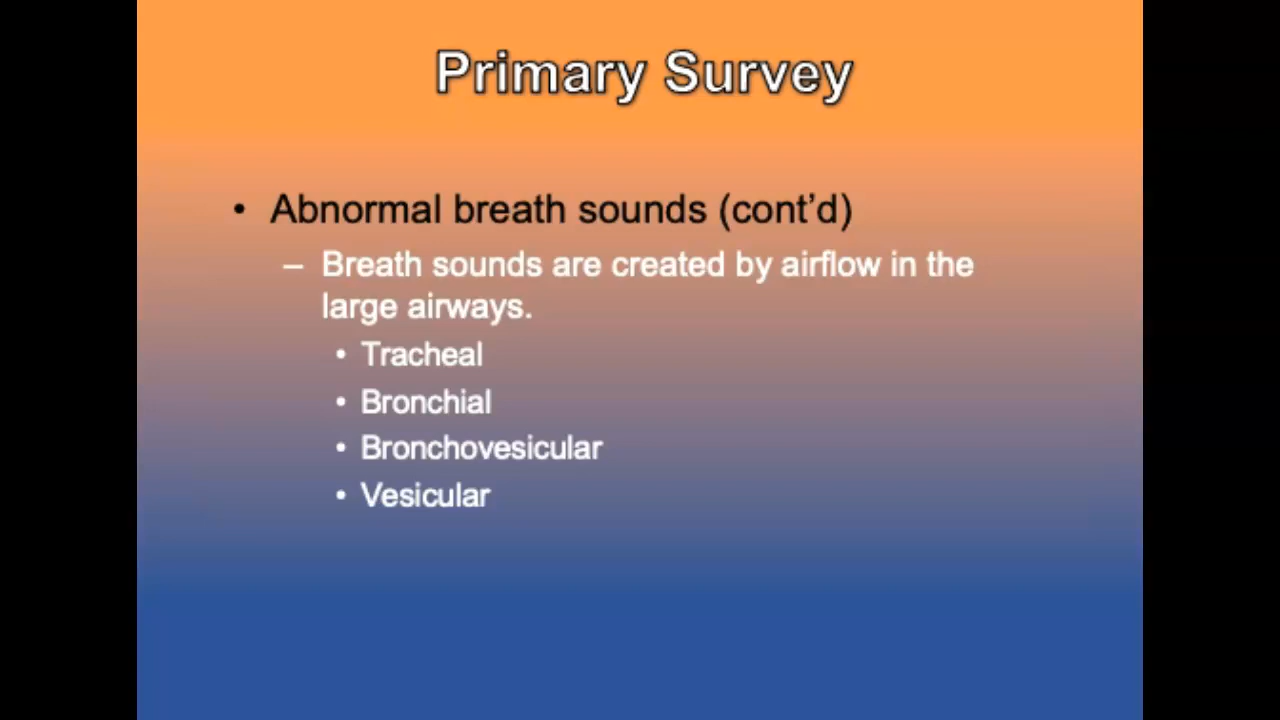 Primary Survey
• Abnormal breath sounds (cont’d)
– Breath sounds are created by airflow in the
large airways.
• Tracheal
• Bronchial
• Bronchovesicular
• Vesicular